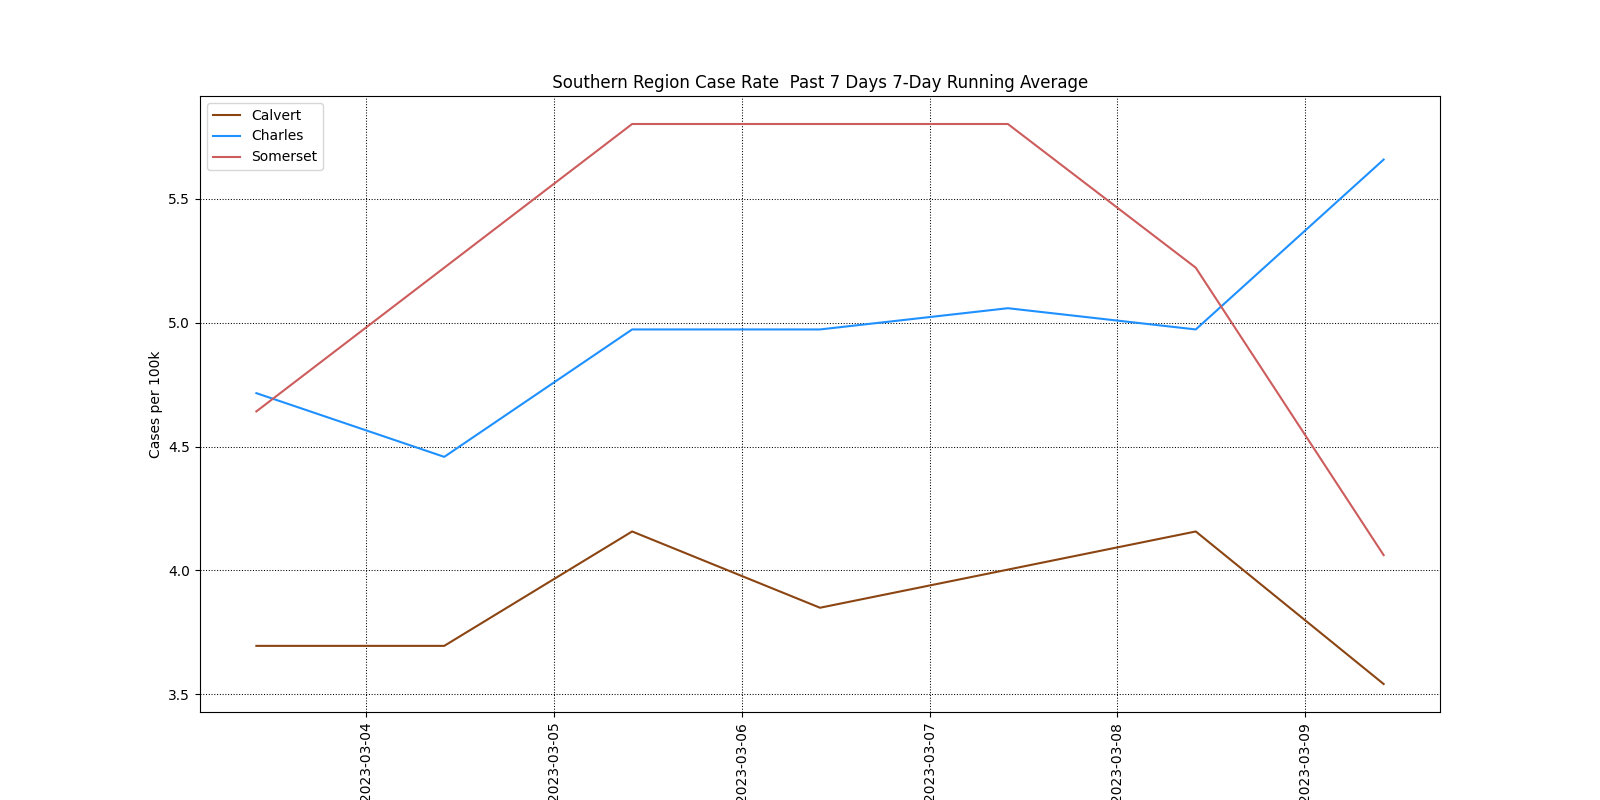 Southern Region Case Rate  Past 7 Days 7-Day Running Average
Calvert
Charles
Somerset
Cases per 100k
5.5
5.0
4.5
4.0
3.5
2023-03-04
2023-03-05
2023-03-06
2023-03-07
2023-03-08
2023-03-09